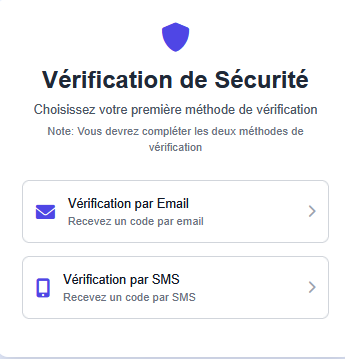 Vérification de Sécurité
Choisissez votre première méthode de vérification
Note: Vous devrez compléter les deux méthodes de
vérification
Vérification par Email
Recevez un code par email
Vérification par SMS
Recevez un code par SMS